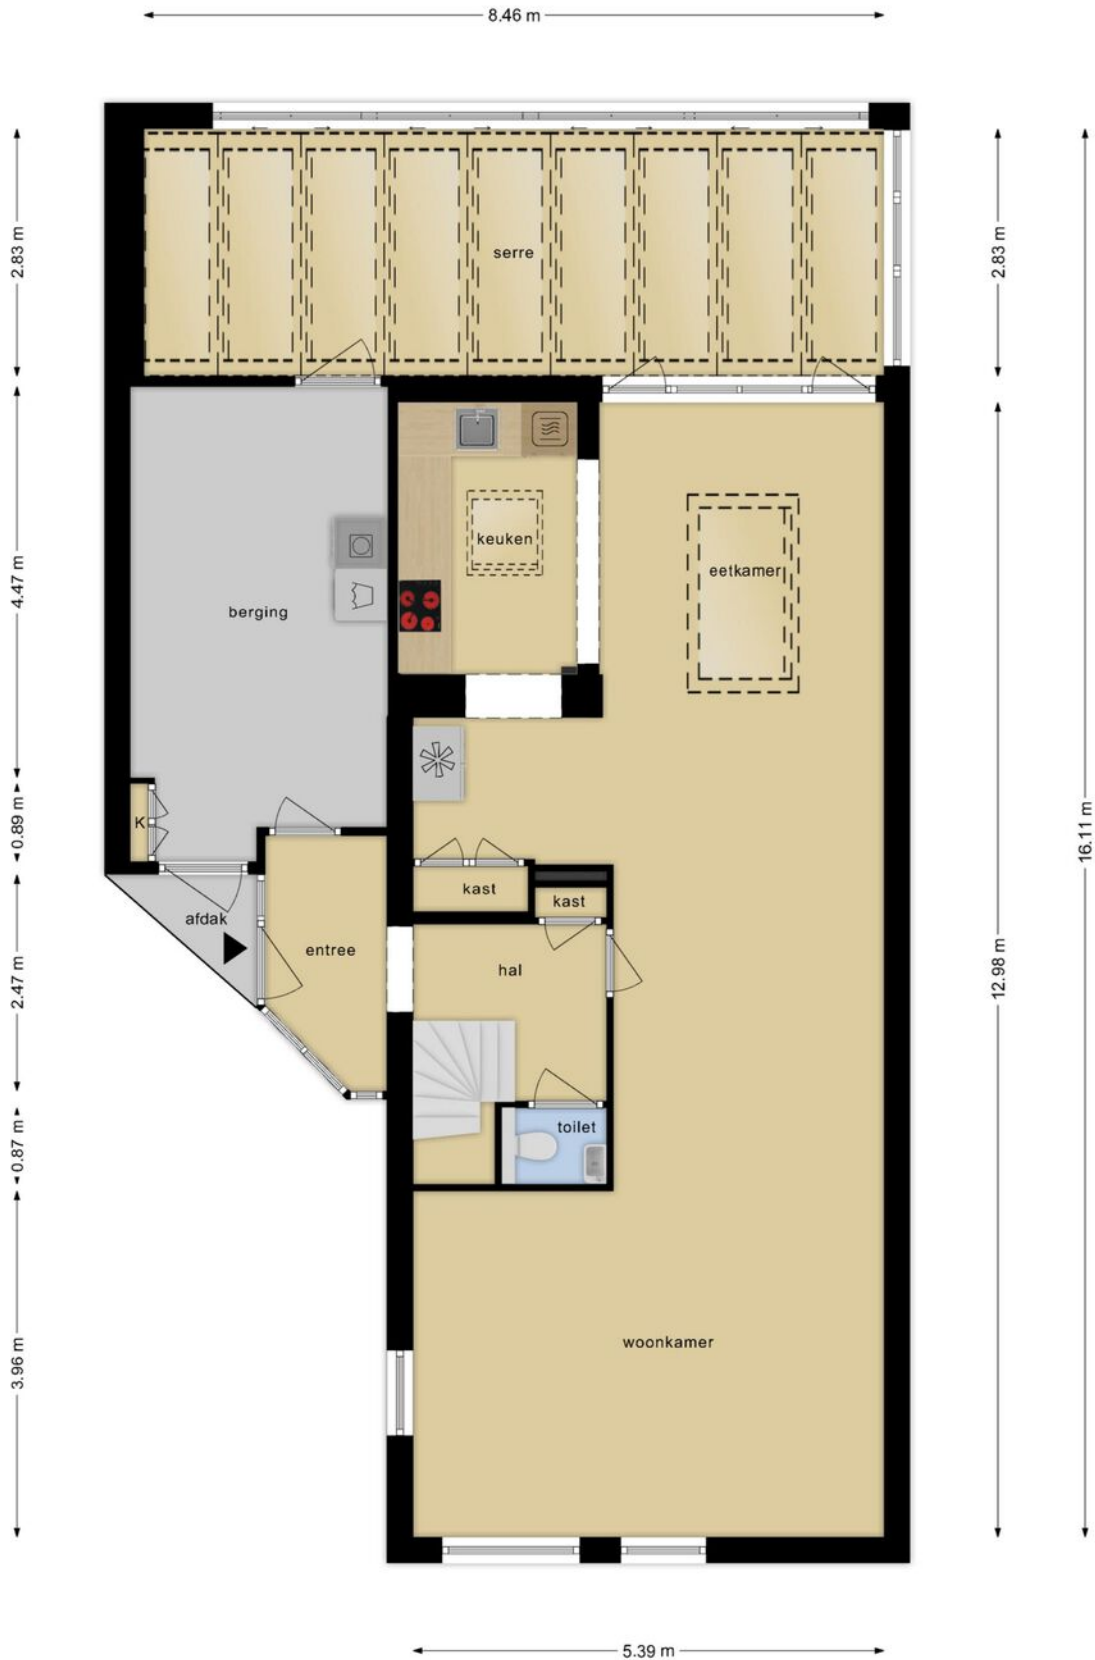 8.46 m
2.83 m
serre
2.83 m
4.47 m
keuken
eetkamer
berging
0.89 m
K
16.11 m
kast
kast
afdak
entree
hal
2.47 m
12.98 m
0.87 m
toilet
3.96 m
woonkamer
5.39 m